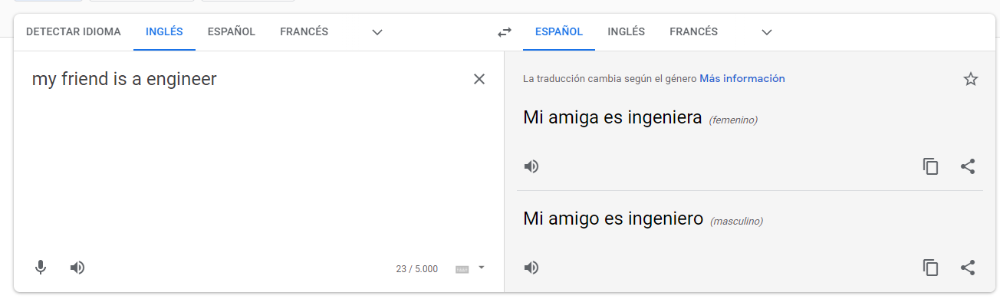 DETECTAR IDIOMA INGLÉS ESPAÑOL FRANCÉS
ESPAÑOL INGLÉS FRANCÉS
my friend is a engineer
La traducción cambia según el género Más información
Mi amiga es ingeniera (femenino)
Mi amigo es ingeniero (masculino)
23 / 5.000